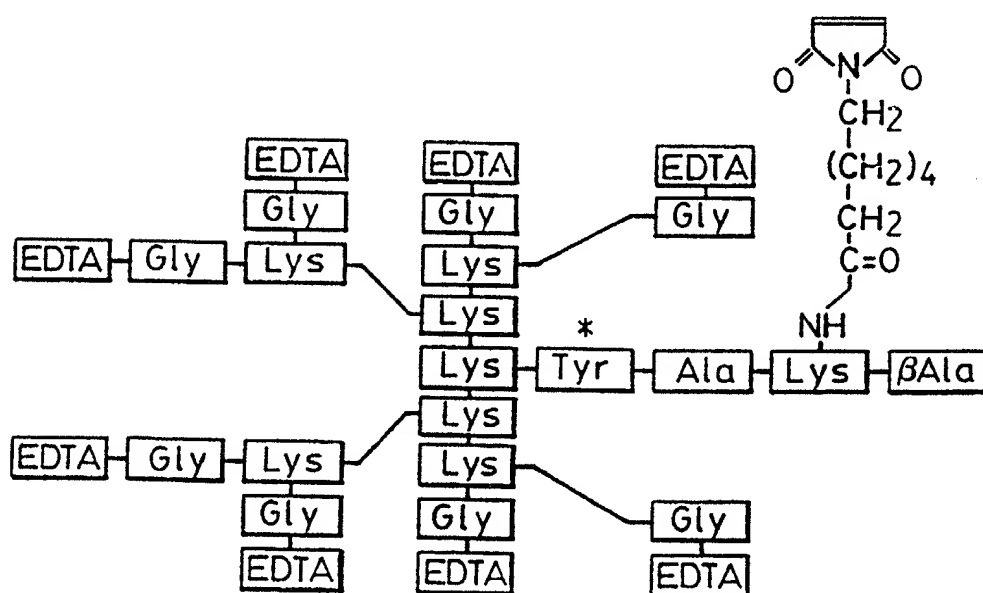 O N O
CH2
(CH2)4
CH2
C=O
NH
EDTA EDTA EDTA
Gly Gly Gly
EDTA Gly Lys Lys
Lys
*
Lys Tyr Ala Lys βAla
Lys
EDTA Gly Lys Lys
Gly Gly Gly
EDTA EDTA EDTA